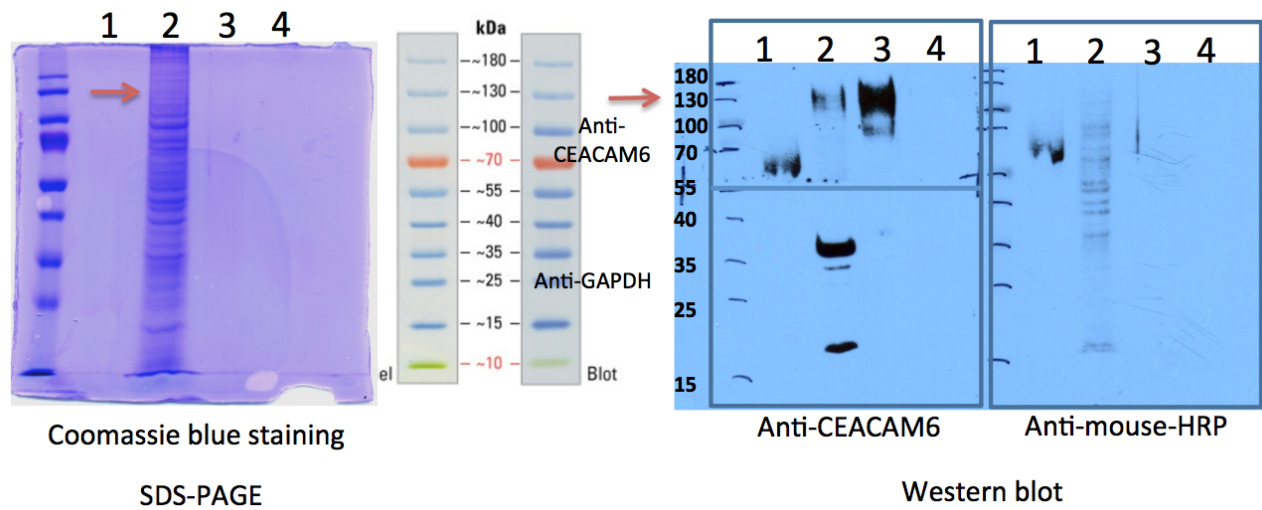 1 2 3 4
kDa
~180
~130
~100
~70
~55
~40
~35
~25
~15
~10
el
Blot
Anti-
CEACAM6
Anti-GAPDH
1 2 3 4
180
130
100
70
55
40
35
25
15
1 2 3 4
Coomassie blue staining
Anti-CEACAM6
Anti-mouse-HRP
SDS-PAGE
Western blot